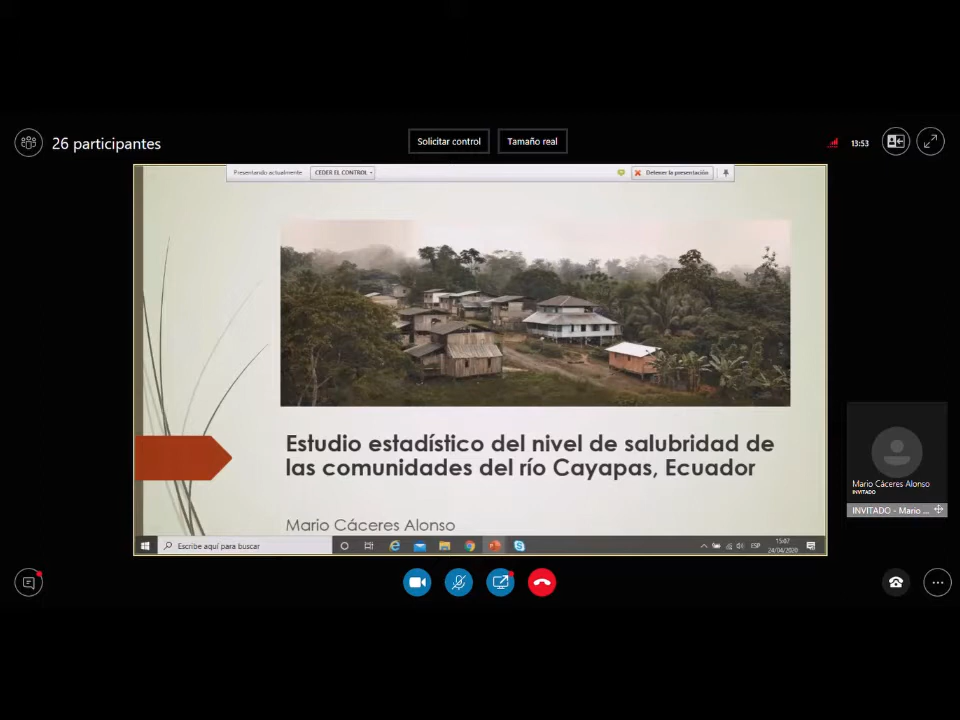 26 participantes
Solicitar control
Tamaño real
13:53
Presentando actualmente
CEDER EL CONTROL
Detener la presentación
Estudio estadístico del nivel de salubridad de
las comunidades del río Cayapas, Ecuador
Mario Cáceres Alonso
Mario Cáceres Alonso
INVITADO
INVITADO - Mario ...
Escribe aquí para buscar
ESP
15:07
24/04/2020